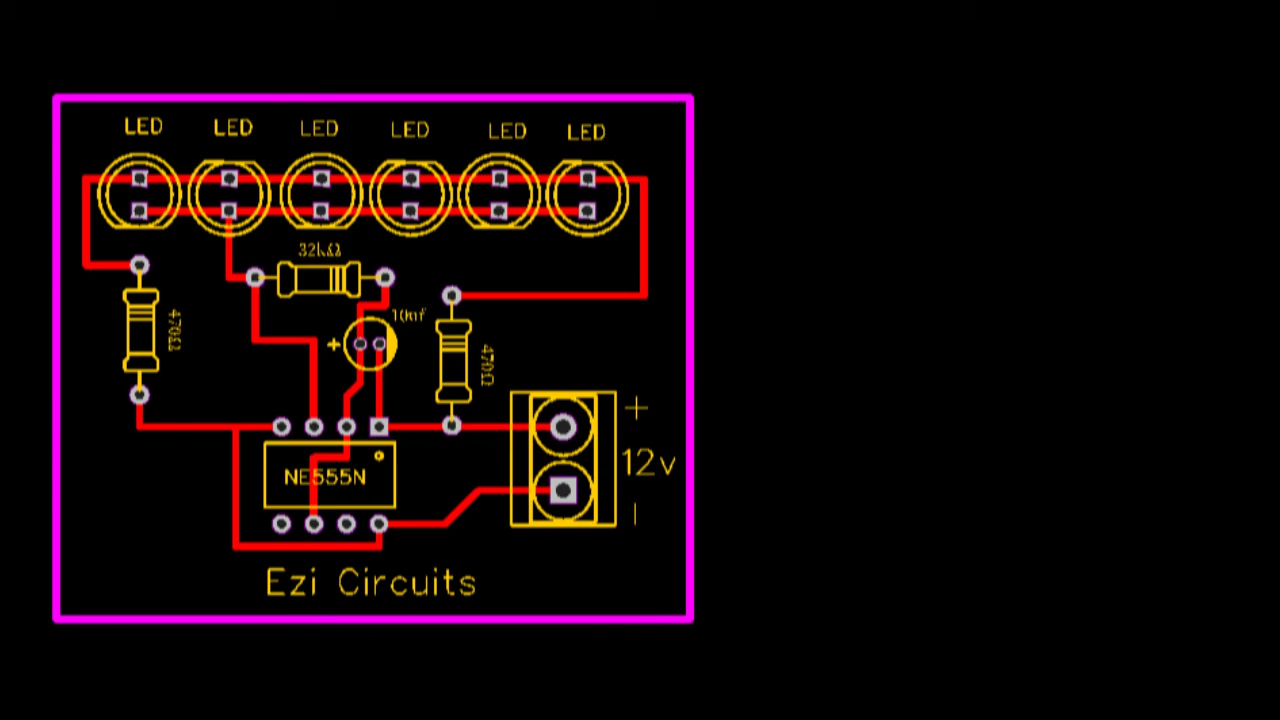 LED LED LED LED LED LED
32kΩ
10nf
470Ω
470Ω
+
+
12v
NE555N
Ezi Circuits